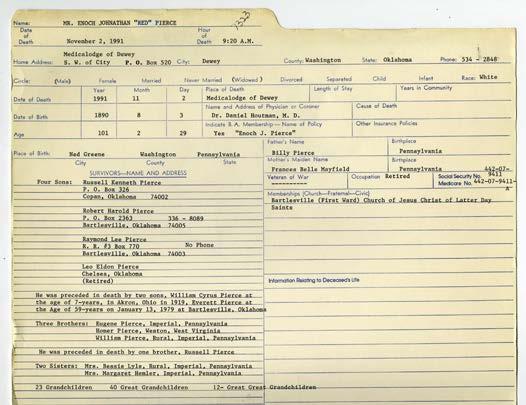 Name: MR. ENOCH JOHNATHAN "RED" PIERCE 1323
Date of Death November 2, 1991 Hour of Death 9:20 A.M.
Medicalodge of Dewey
Home Address: S. W. of City P. O. Box 520 City: Dewey County: Washington State: Oklahoma Phone: 534 - 2848
Circle: (Male) Female Married Never Married (Widowed) Divorced Separated Child Infant Race: White
Year Month Day Place of Death Length of Stay Years in Community
Date of Death 1991 11 2 Medicalodge of Dewey
Name and Address of Physician or Coroner Cause of Death
Date of Birth 1890 8 3 Dr. Daniel Houtman, M. D.
Indicate B.A. Membership—Name of Policy Other Insurance Policies
Age 101 2 29 Yes "Enoch J. Pierce"
Father's Name Birthplace
Place of Birth: Ned Greene Washington Pennsylvania Billy Pierce Pennsylvania
City County State Mother's Maiden Name Birthplace
Frances Belle Mayfield Pennsylvania 442-07-
SURVIVORS—NAME AND ADDRESS Veteran of War Occupation Retired Social Security No. 9411
Four Sons: Russell Kenneth Pierce ---------- Medicare No. 442-07-9411-A
P. O. Box 326 Memberships (Church—Fraternal—Civic)
Copan, Oklahoma 74002 Bartlesville (First Ward) Church of Jesus Christ of Latter Day
Saints
Robert Harold Pierce
P. O. Box 2363 336 - 8089
Bartlesville, Oklahoma 74005
Raymond Lee Pierce
R. R. #3 Box 770 No Phone
Bartlesville, Oklahoma 74003
Leo Eldon Pierce
Chelsea, Oklahoma
(Retired) Information Relating to Deceased's Life
He was preceded in death by two sons, William Cyrus Pierce at
the age of 7-years, in Akron, Ohio in 1919, Everett Pierce at
the Age of 59-years on January 13, 1979 at Bartlesville, Oklahoma
Three Brothers: Eugene Pierce, Imperial, Pennsylvania
Homer Pierce, Weston, West Virginia
William Pierce, Rural, Imperial, Pennsylvania
He was preceded in death by one brother, Russell Pierce
Two Sisters: Mrs. Bessie Lyle, Rural, Imperial, Pennsylvania
Mrs. Margaret Hemler, Imperial, Pennsylvania
23 Grandchildren 40 Great Grandchildren 12- Great Great Grandchildren